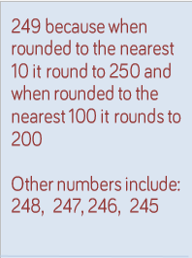 249 because when
rounded to the nearest
10 it round to 250 and
when rounded to the
nearest 100 it rounds to
200

Other numbers include:
248, 247, 246, 245